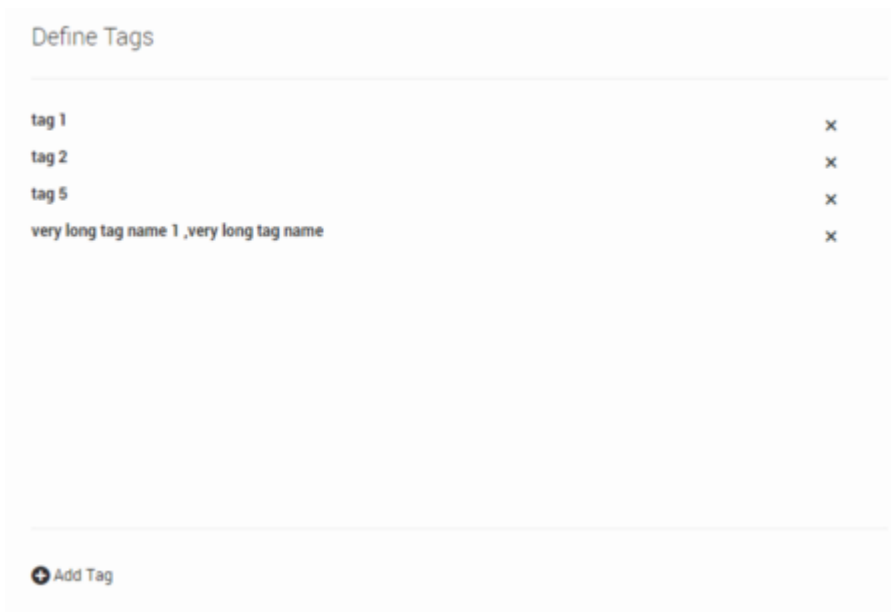 Define Tags
tag 1
tag 2
tag 5
very long tag name 1 ,very long tag name
Add Tag